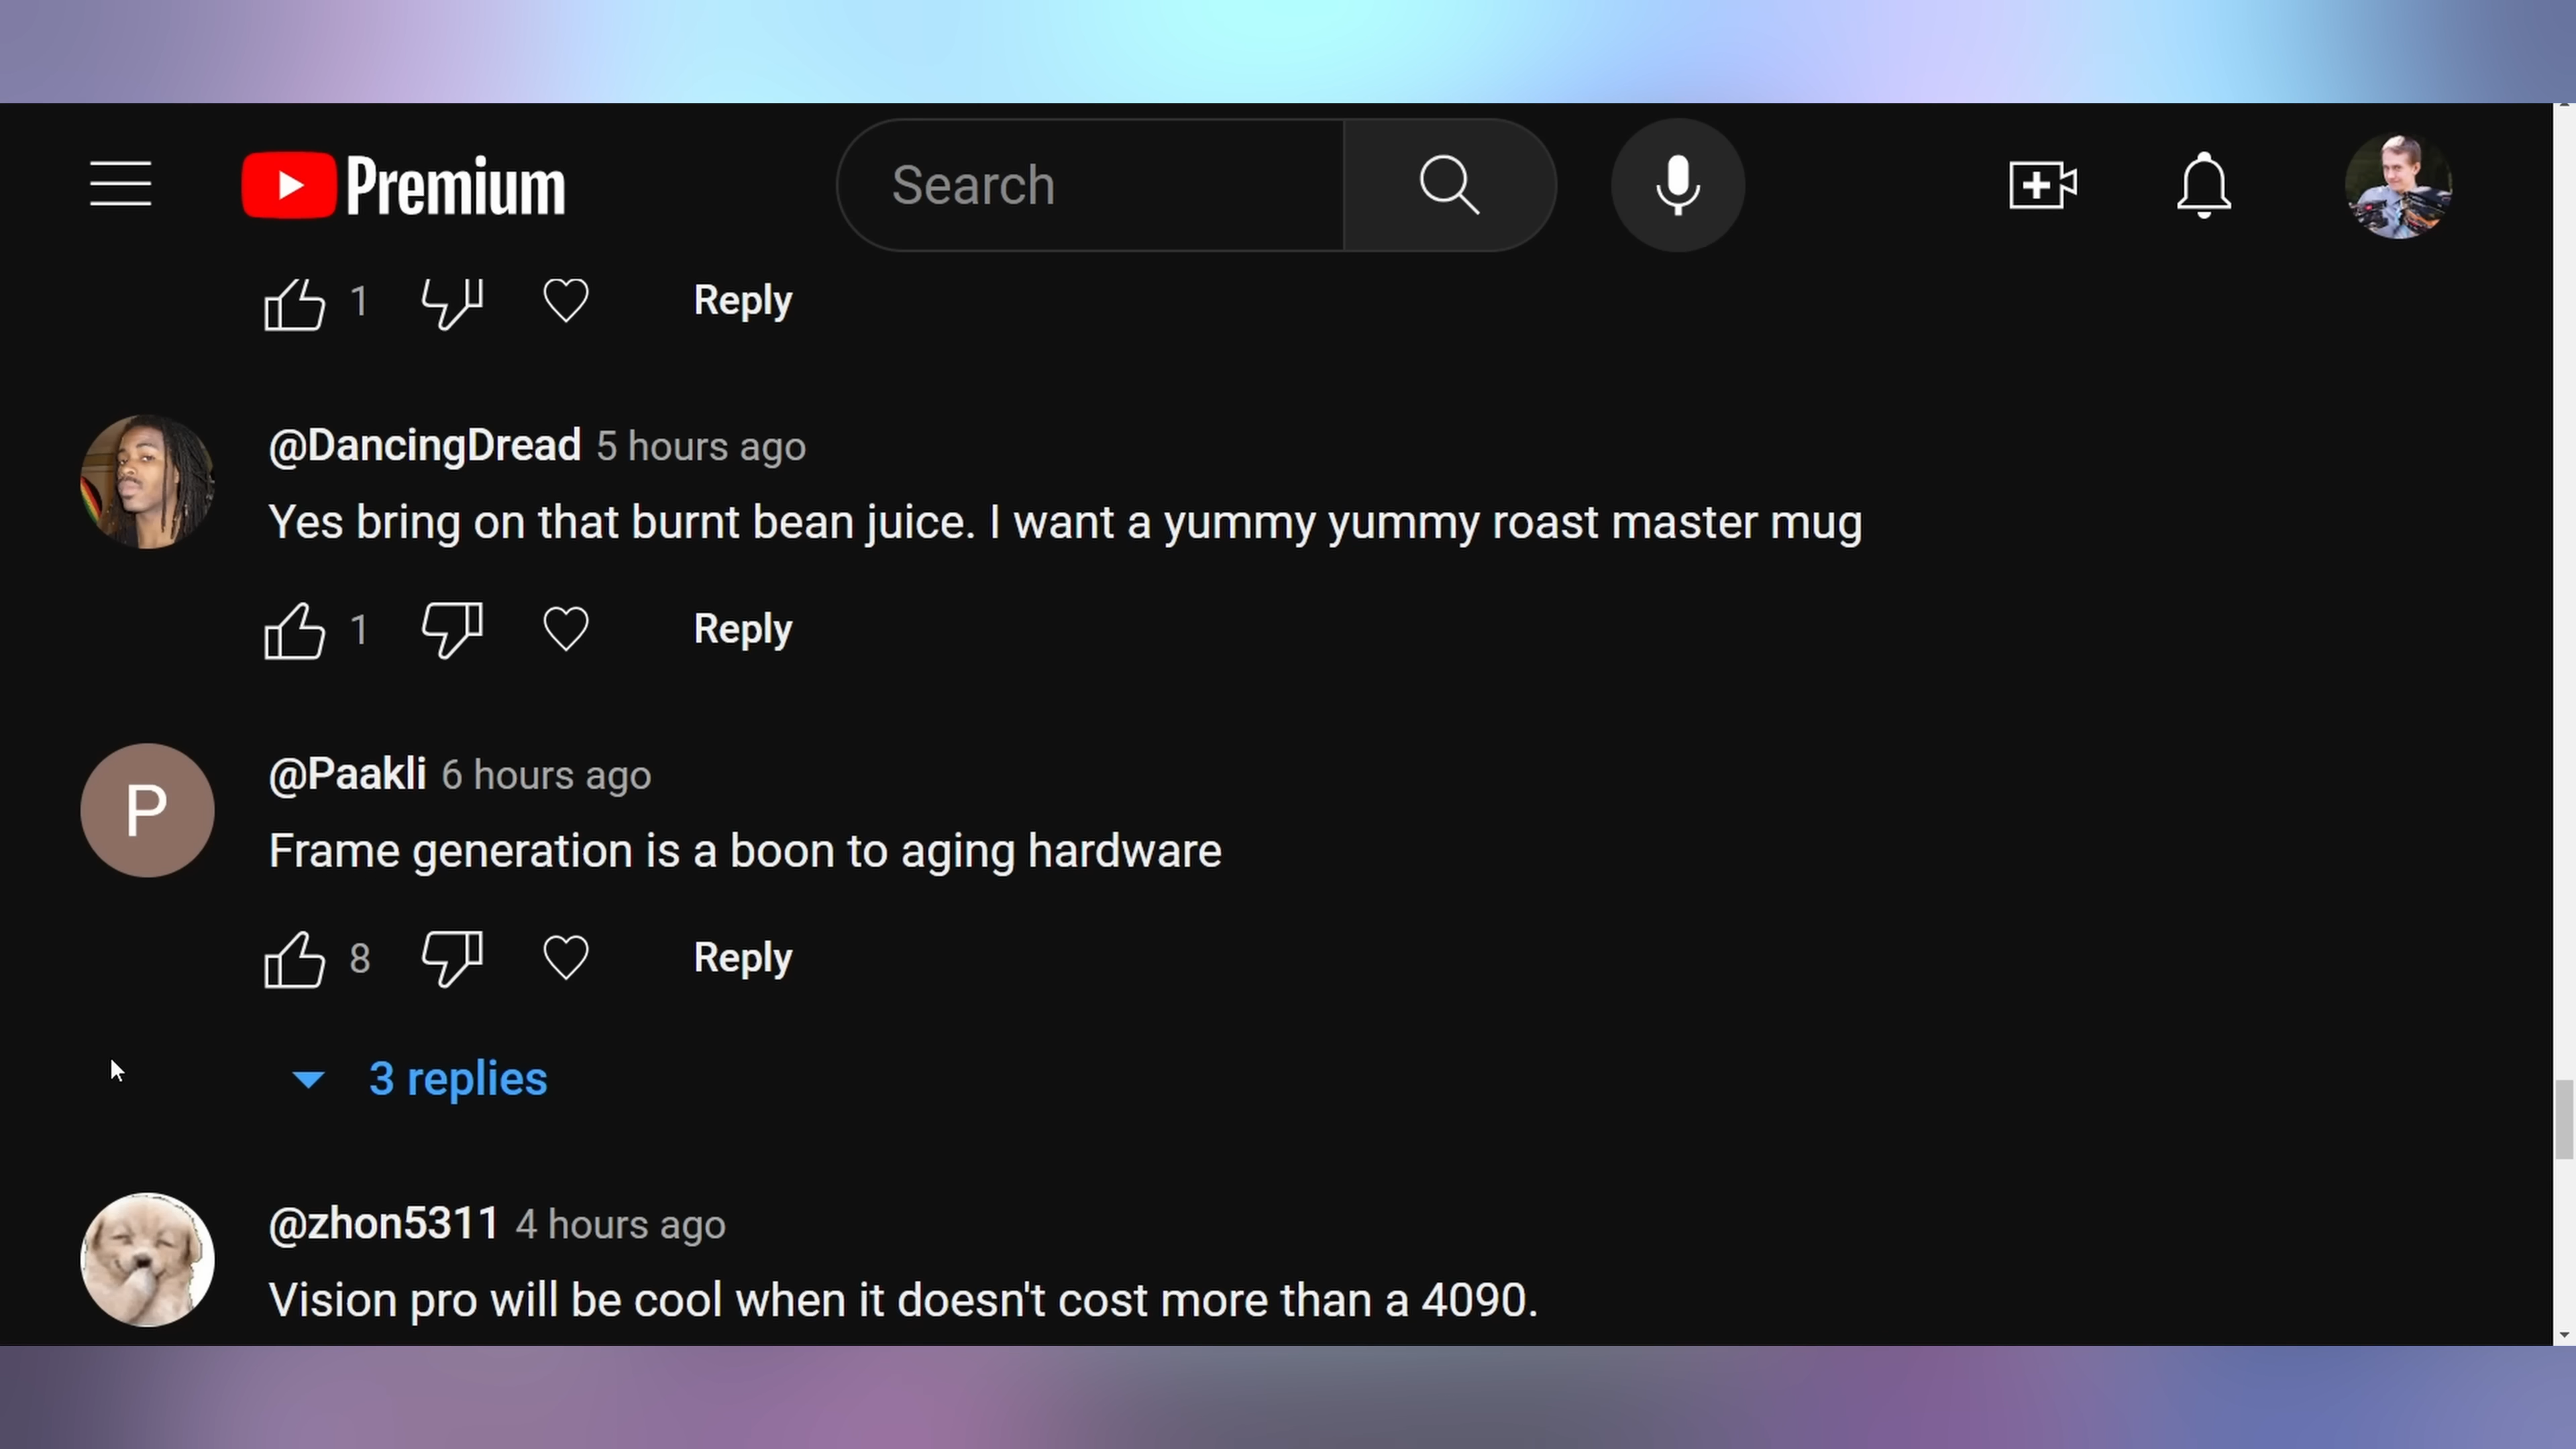 Premium
Search
1
Reply
@DancingDread 5 hours ago
Yes bring on that burnt bean juice. I want a yummy yummy roast master mug
1
Reply
P
@Paakli 6 hours ago
Frame generation is a boon to aging hardware
8
Reply
3 replies
@zhon5311 4 hours ago
Vision pro will be cool when it doesn't cost more than a 4090.